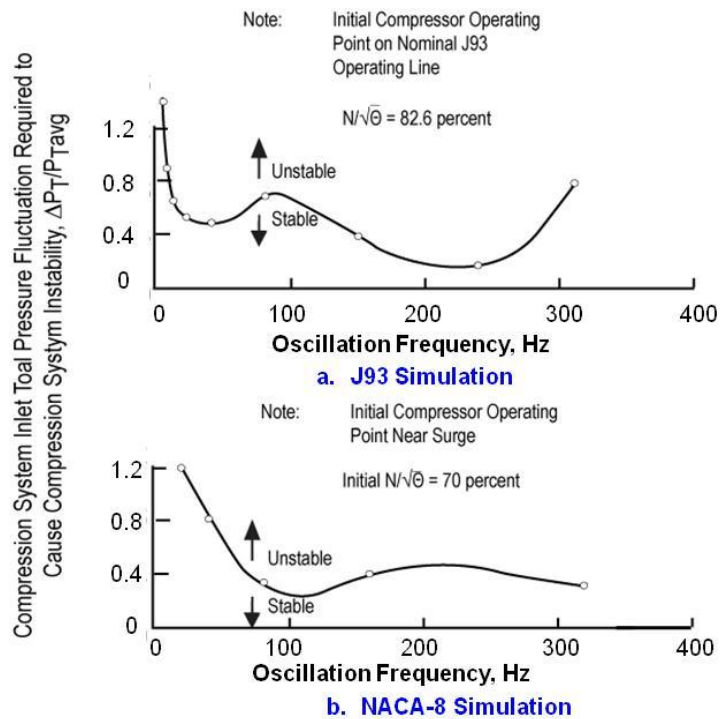 Compression System Inlet Toal Pressure Fluctuation Required to
Cause Compression System Instability, ΔPT/PTavg
Note: Initial Compressor Operating
Point on Nominal J93
Operating Line
N/√Θ = 82.6 percent
1.2
0.8
0.4
0
Unstable
Stable
0 100 200 300 400
Oscillation Frequency, Hz
a. J93 Simulation
Note: Initial Compressor Operating
Point Near Surge
Initial N/√Θ = 70 percent
1.2
0.8
0.4
0
Unstable
Stable
0 100 200 300 400
Oscillation Frequency, Hz
b. NACA-8 Simulation